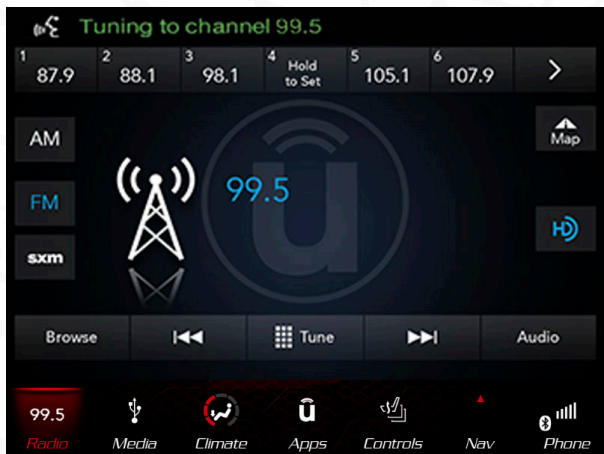 Tuning to channel 99.5
1 87.9 2 88.1 3 98.1 4 Hold to Set 5 105.1 6 107.9
AM
Map
99.5
FM
HD
sxm
Browse
Tune
Audio
99.5
û
Radio Media Climate Apps Controls Nav Phone